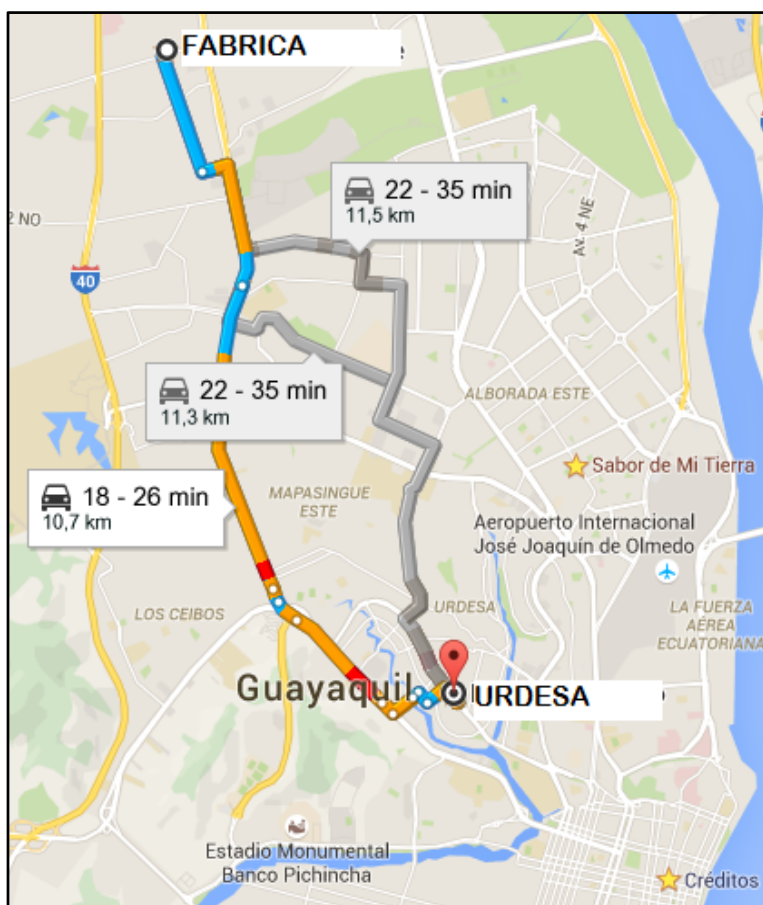 FABRICA
e
22 - 35 min
11,5 km
2 NO
Av. 4 NE
40
22 - 35 min
11,3 km
ALBORADA ESTE
Sabor de Mi Tierra
18 - 26 min
10,7 km
MAPASINGUE
ESTE
Aeropuerto Internacional
José Joaquín de Olmedo
LOS CEIBOS
URDESA
LA FUERZA
AÉREA
ECUATORIANA
Guayaquil
URDESA
Estadio Monumental
Banco Pichincha
Créditos